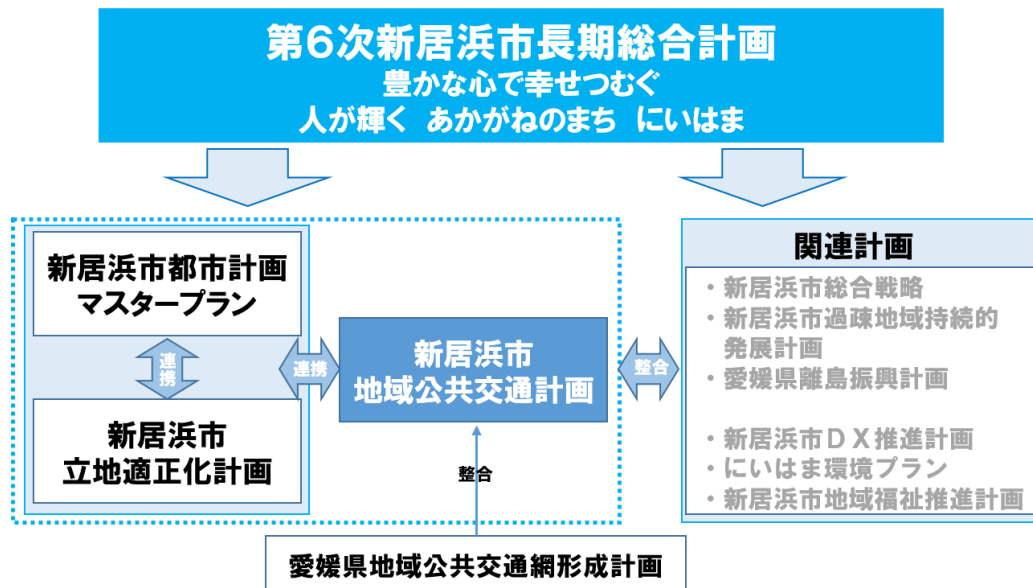 第6次新居浜市長期総合計画
豊かな心で幸せつむぐ
人が輝く あかがねのまち にいはま
新居浜市都市計画
マスタープラン
連携
新居浜市
立地適正化計画
連携
新居浜市
地域公共交通計画
整合
整合
関連計画
・新居浜市総合戦略
・新居浜市過疎地域持続的
発展計画
・愛媛県離島振興計画
・新居浜市ＤＸ推進計画
・にいはま環境プラン
・新居浜市地域福祉推進計画
愛媛県地域公共交通網形成計画